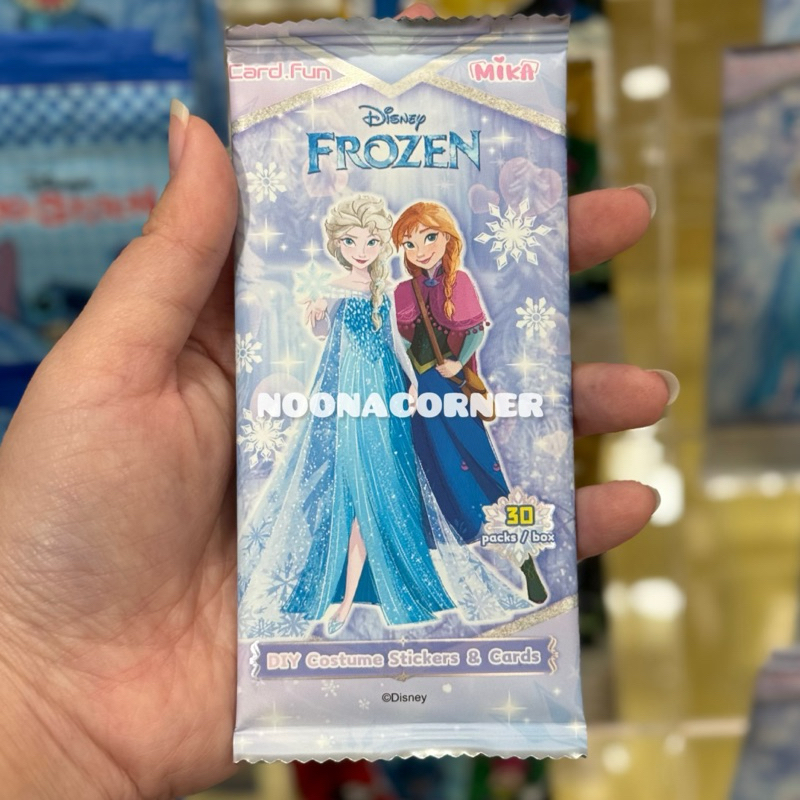 Card.Fun
MiKA
Disney
FROZEN
NOONACORNER
30
packs / box
DIY Costume Stickers & Cards
©Disney